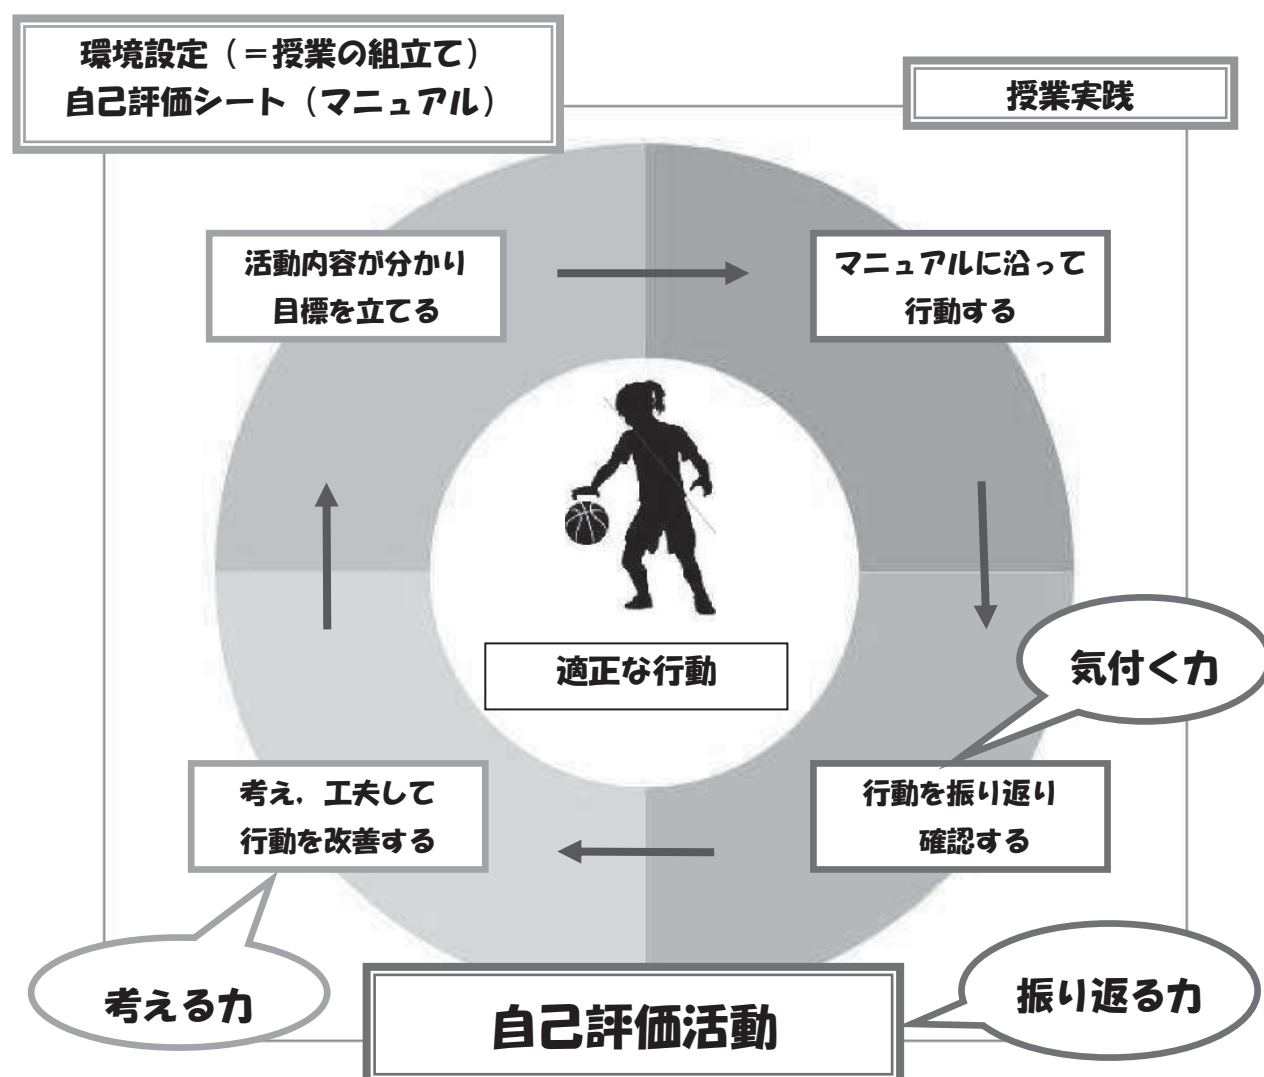 環境設定（＝授業の組立て）
自己評価シート（マニュアル）
授業実践
活動内容が分かり
目標を立てる
マニュアルに沿って
行動する
適正な行動
気付く力
考え，工夫して
行動を改善する
行動を振り返り
確認する
考える力
自己評価活動
振り返る力